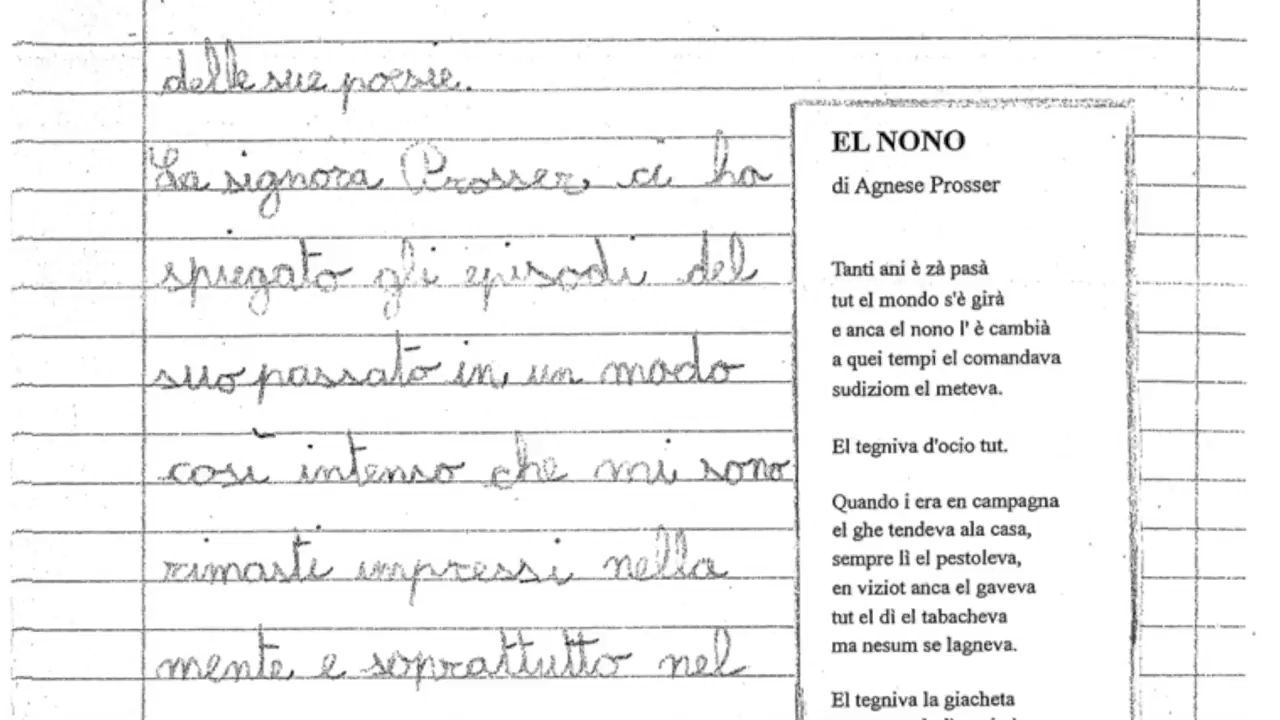 delle sue poesie.
La signora Prosser, ci ha
spiegato gli episodi del
suo passato in un modo
così intenso che mi sono
rimasti impressi nella
mente e soprattutto nel
EL NONO
di Agnese Prosser
Tanti ani è zà pasà
tut el mondo s'è girà
e anca el nono l' è cambià
a quei tempi el comandava
sudiziom el meteva.
El tegniva d'ocio tut.
Quando i era en campagna
el ghe tendeva ala casa,
sempre lì el pestoleva,
en viziot anca el gaveva
tut el dì el tabacheva
ma nesum se lagneva.
El tegniva la giacheta